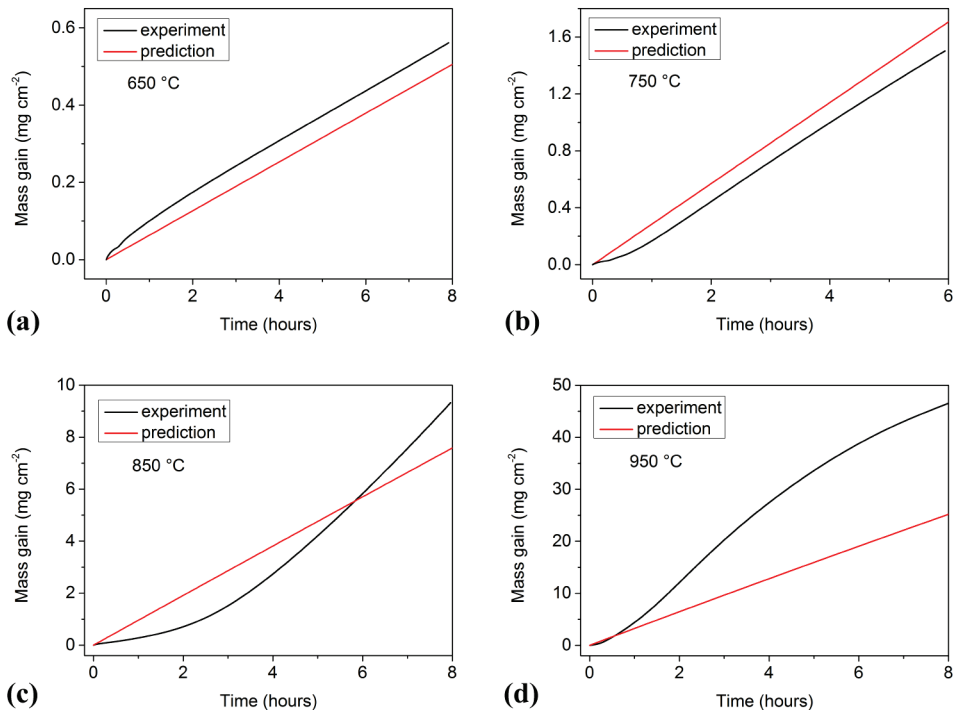 0.6
0.4
0.2
0.0
Mass gain (mg cm-2)
experiment
prediction
650 °C
0 2 4 6 8
Time (hours)
(a)
1.6
1.2
0.8
0.4
0.0
Mass gain (mg cm-2)
experiment
prediction
750 °C
0 2 4 6
Time (hours)
(b)
10
8
6
4
2
0
Mass gain (mg cm-2)
experiment
prediction
850 °C
0 2 4 6 8
Time (hours)
(c)
50
40
30
20
10
0
Mass gain (mg cm-2)
experiment
prediction
950 °C
0 2 4 6 8
Time (hours)
(d)